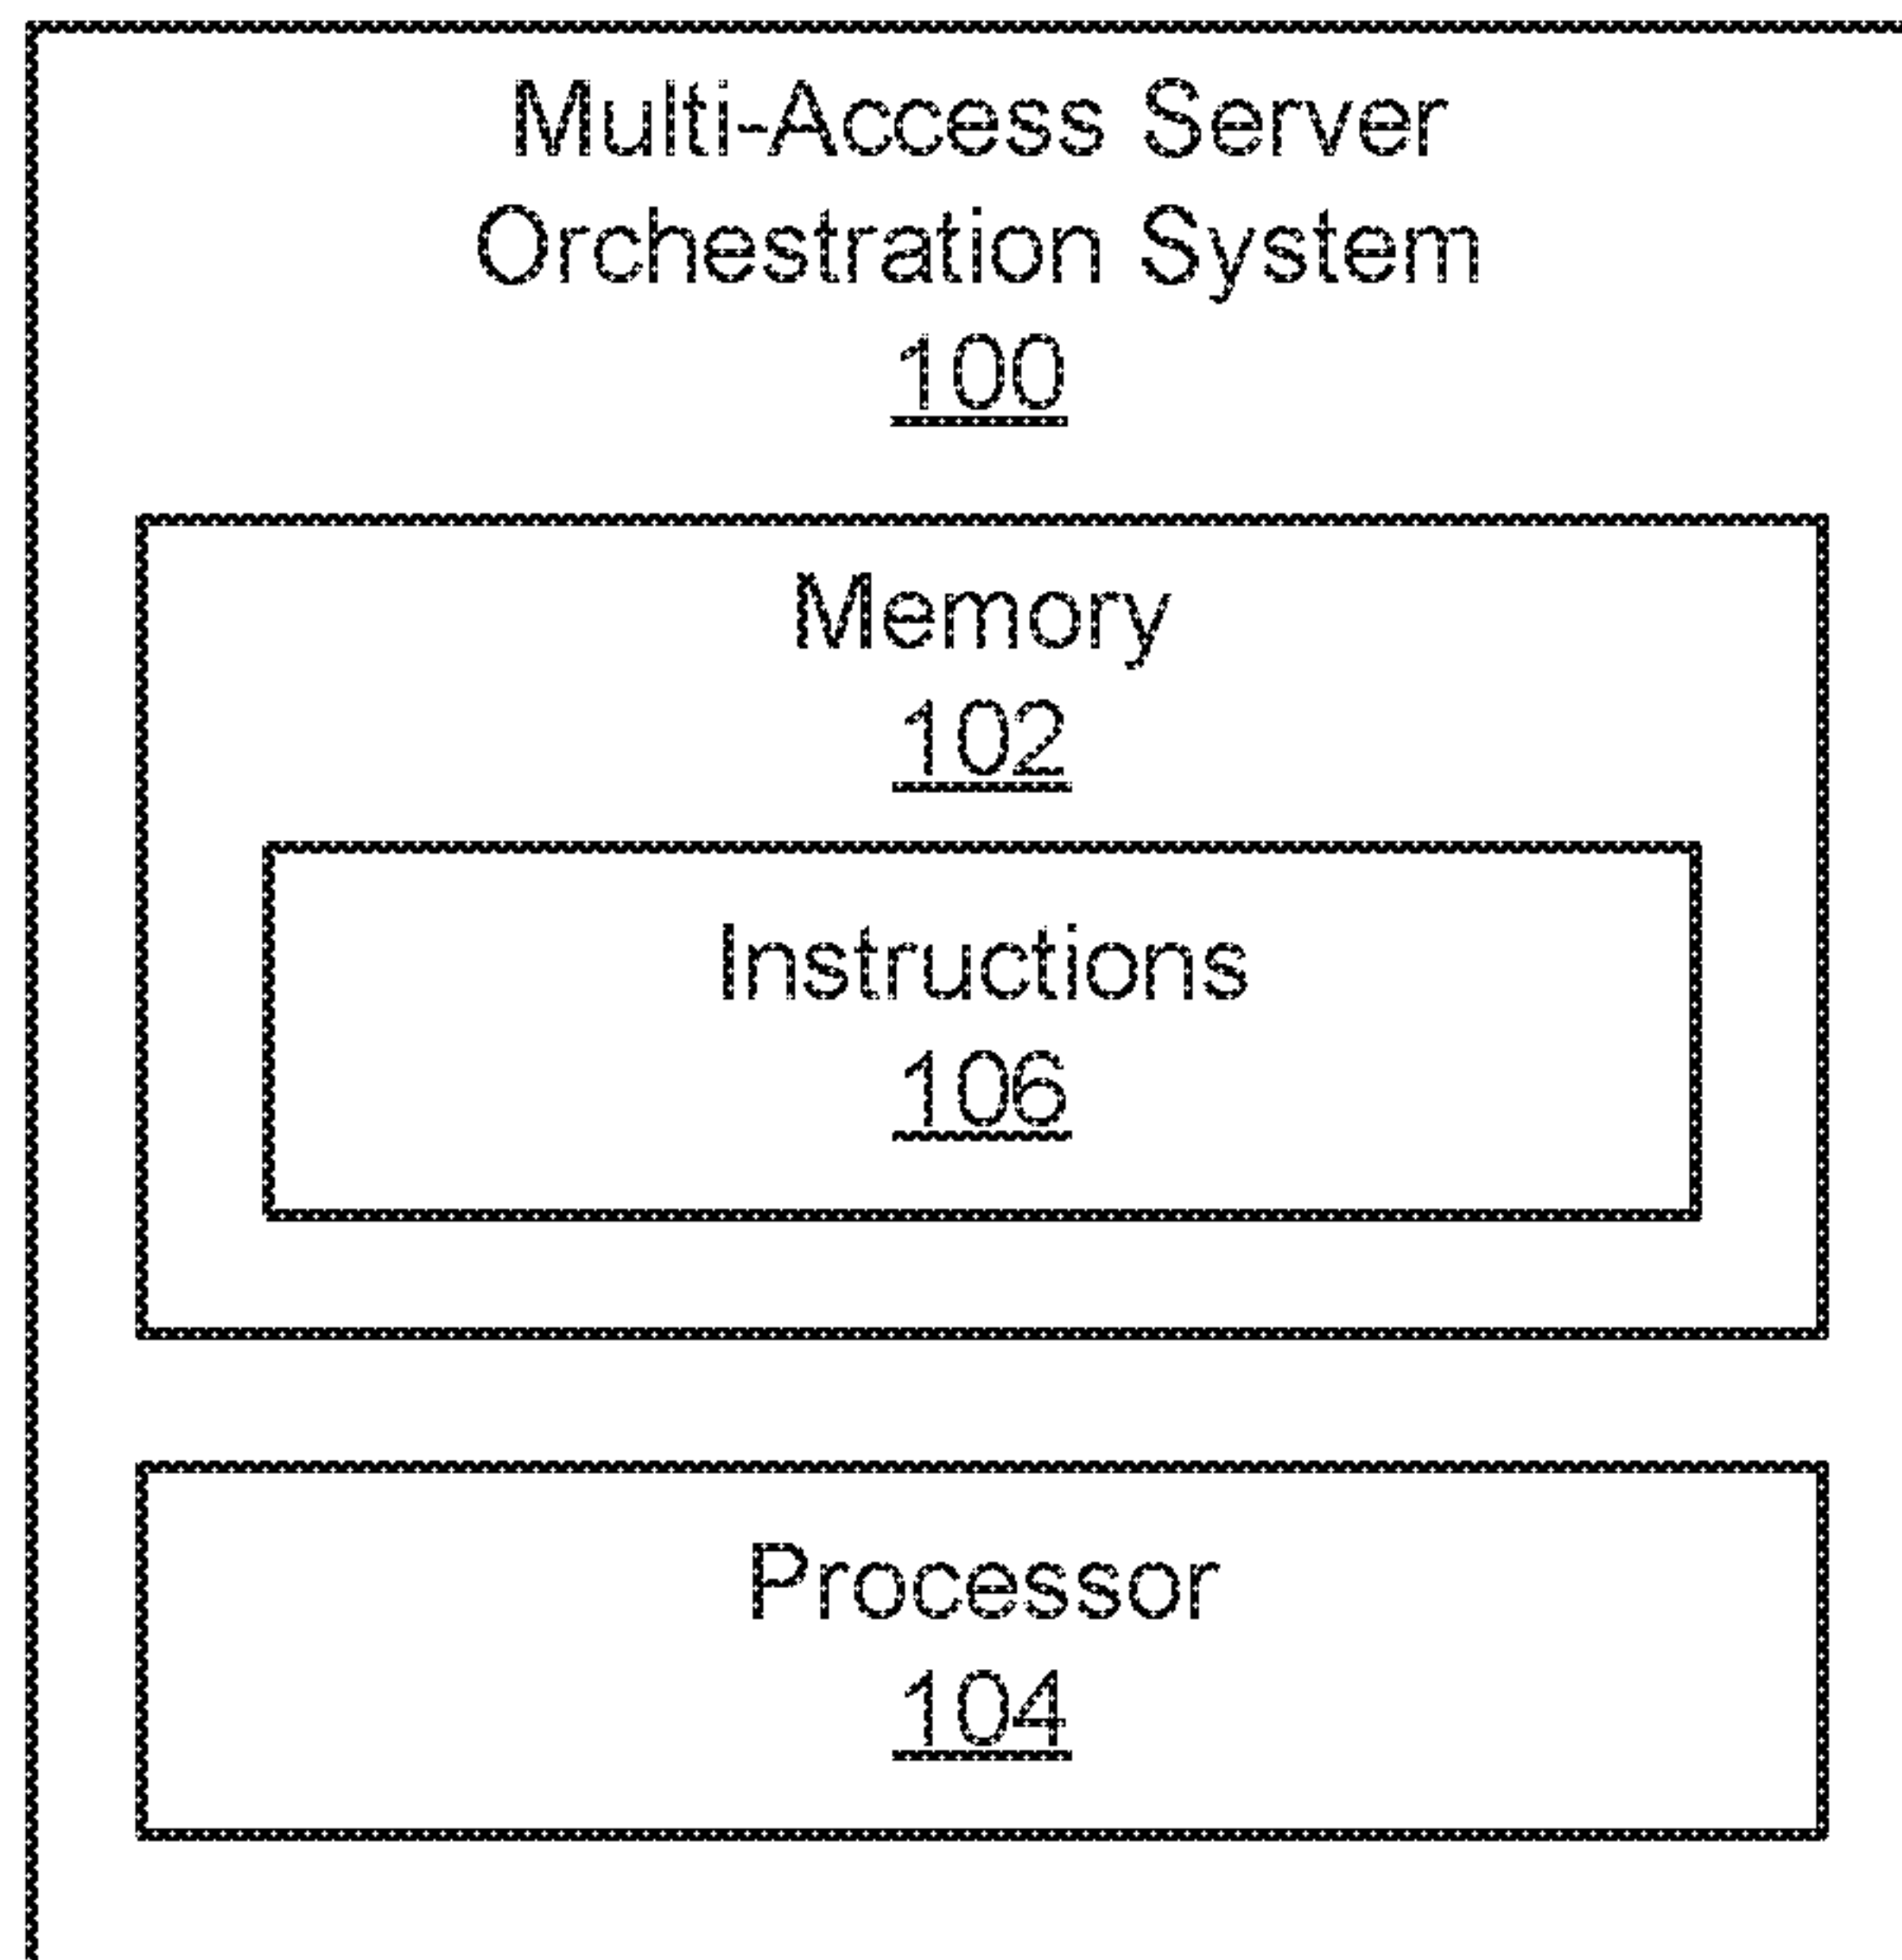 Multi-Access Server
Orchestration System
100
Memory
102
Instructions
106
Processor
104